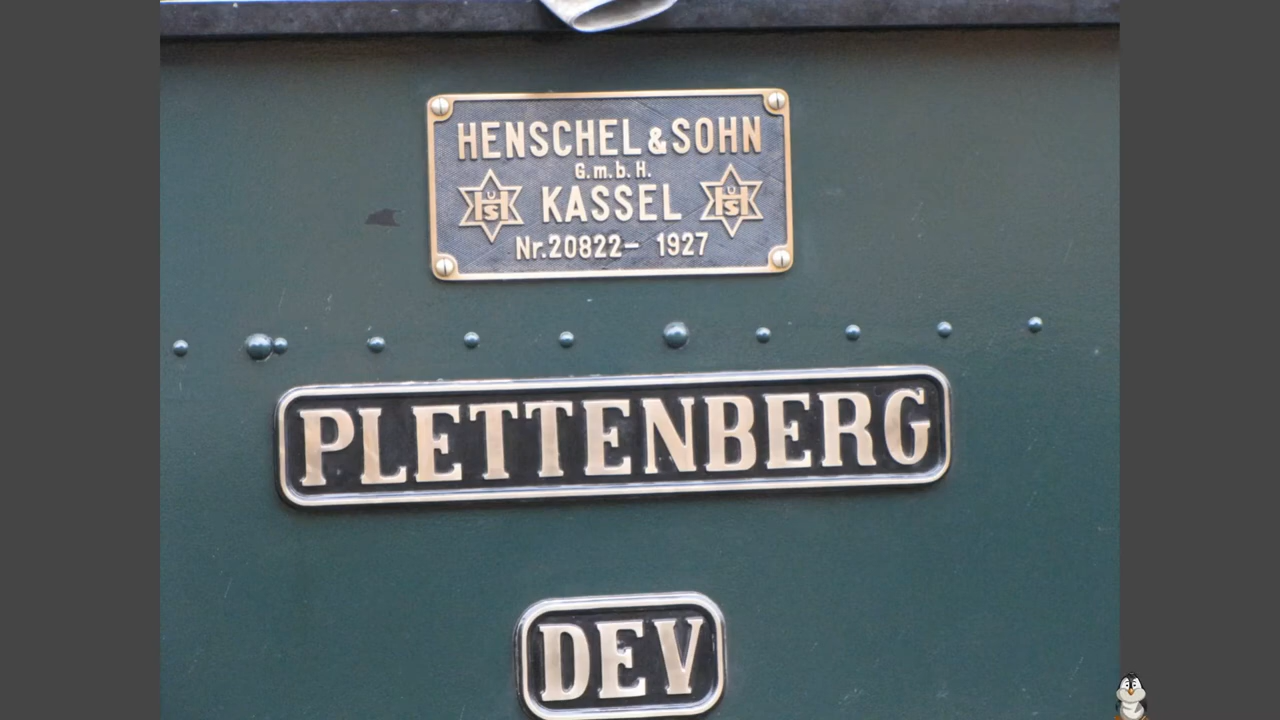 HENSCHEL & SOHN
G.m.b.H.
KASSEL
Nr.20822- 1927
PLETTENBERG
DEV